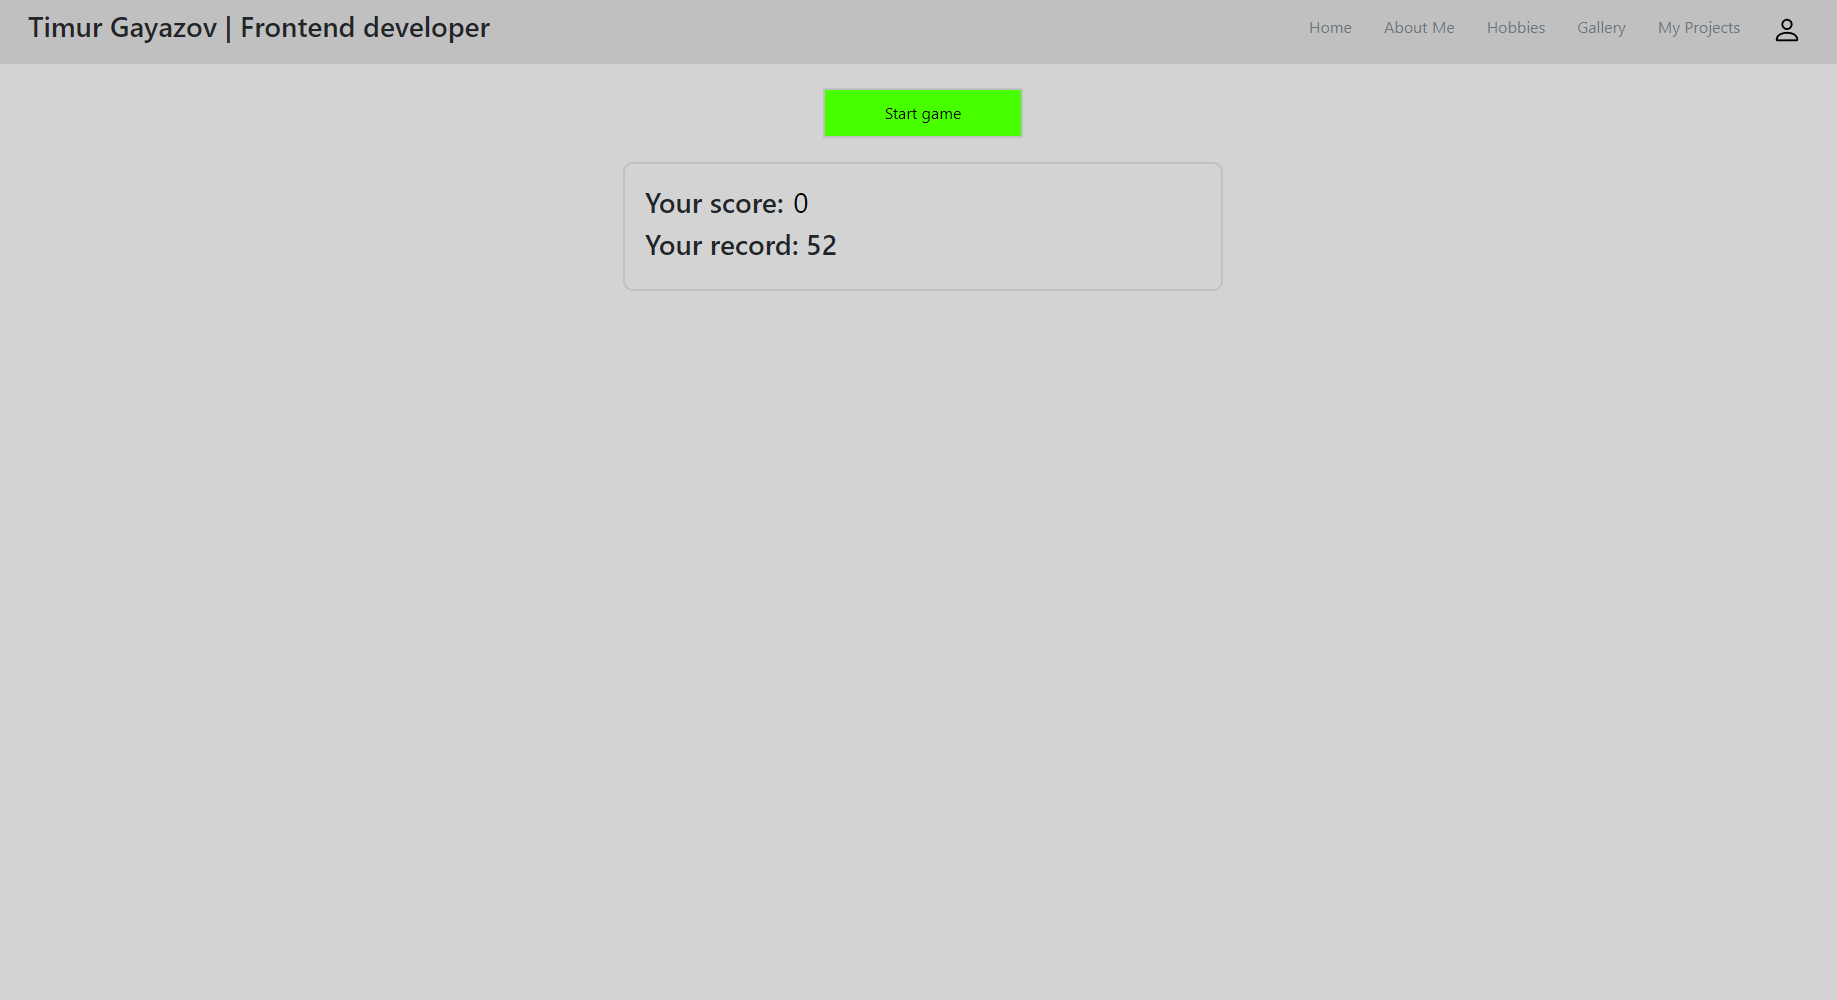 Timur Gayazov | Frontend developer
Home About Me Hobbies Gallery My Projects
Start game
Your score: 0
Your record: 52